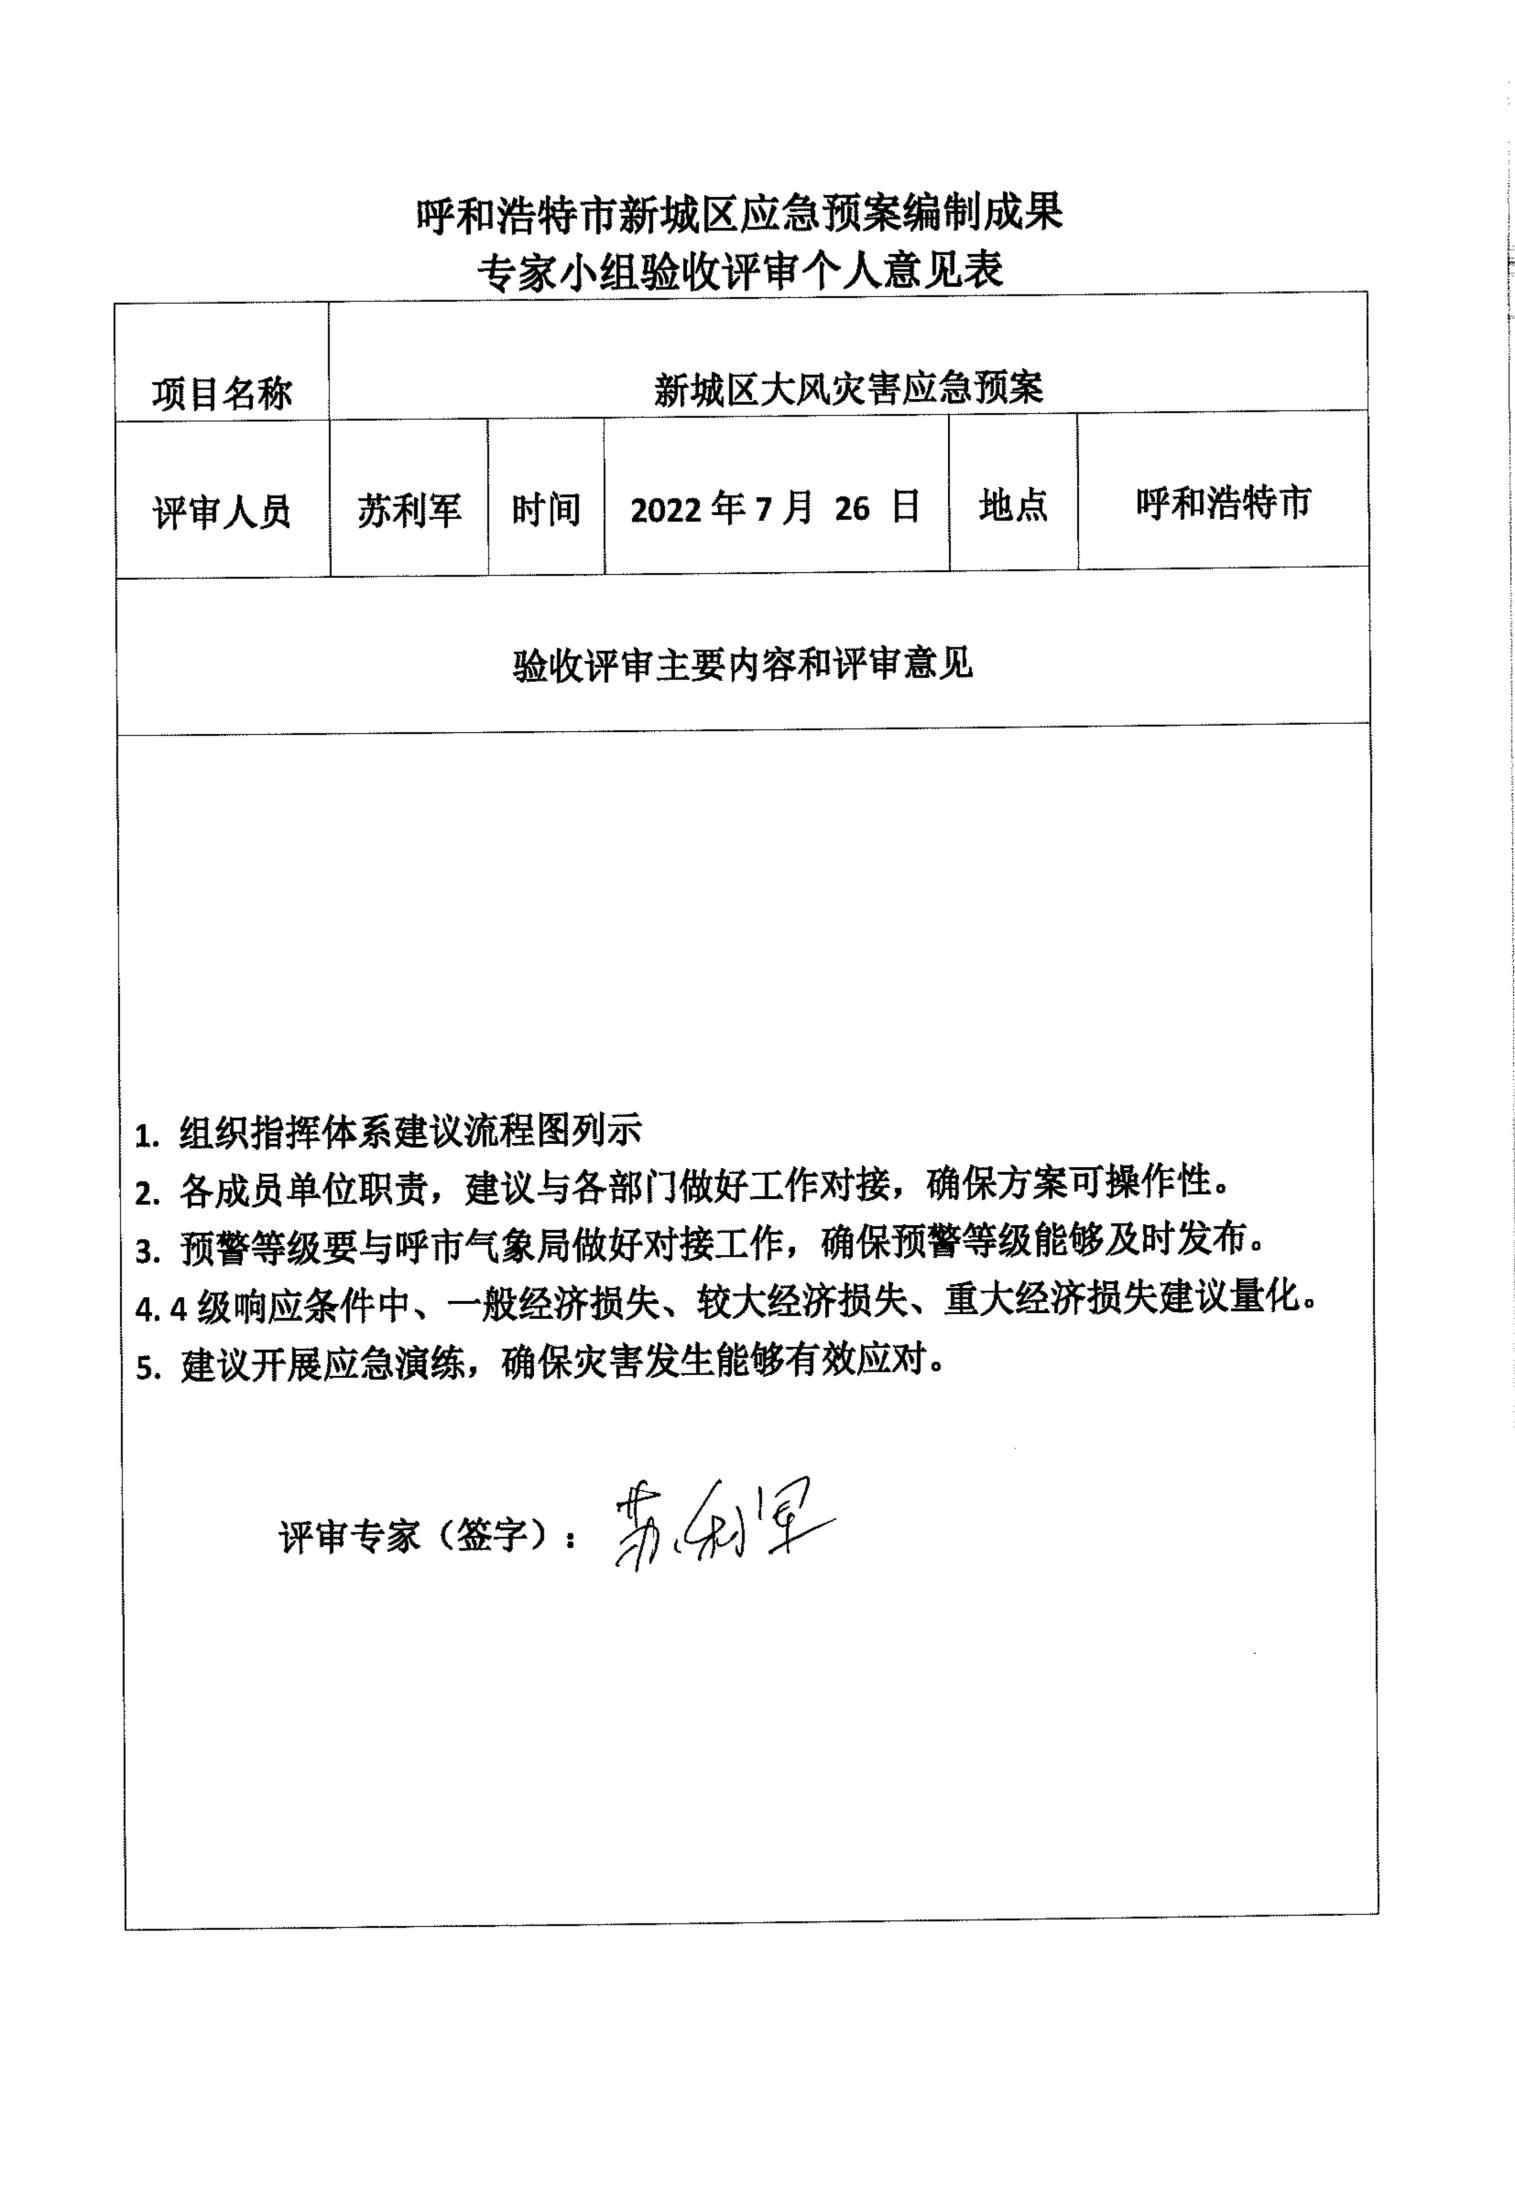 呼和浩特市新城区应急预案编制成果
专家小组验收评审个人意见表
项目名称 新城区大风灾害应急预案
评审人员 苏利军 时间 2022 年 7 月 26 日 地点 呼和浩特市
验收评审主要内容和评审意见
1. 组织指挥体系建议流程图列示
2. 各成员单位职责，建议与各部门做好工作对接，确保方案可操作性。
3. 预警等级要与呼市气象局做好对接工作，确保预警等级能够及时发布。
4. 4 级响应条件中、一般经济损失、较大经济损失、重大经济损失建议量化。
5. 建议开展应急演练，确保灾害发生能够有效应对。
评审专家（签字）： 苏利军